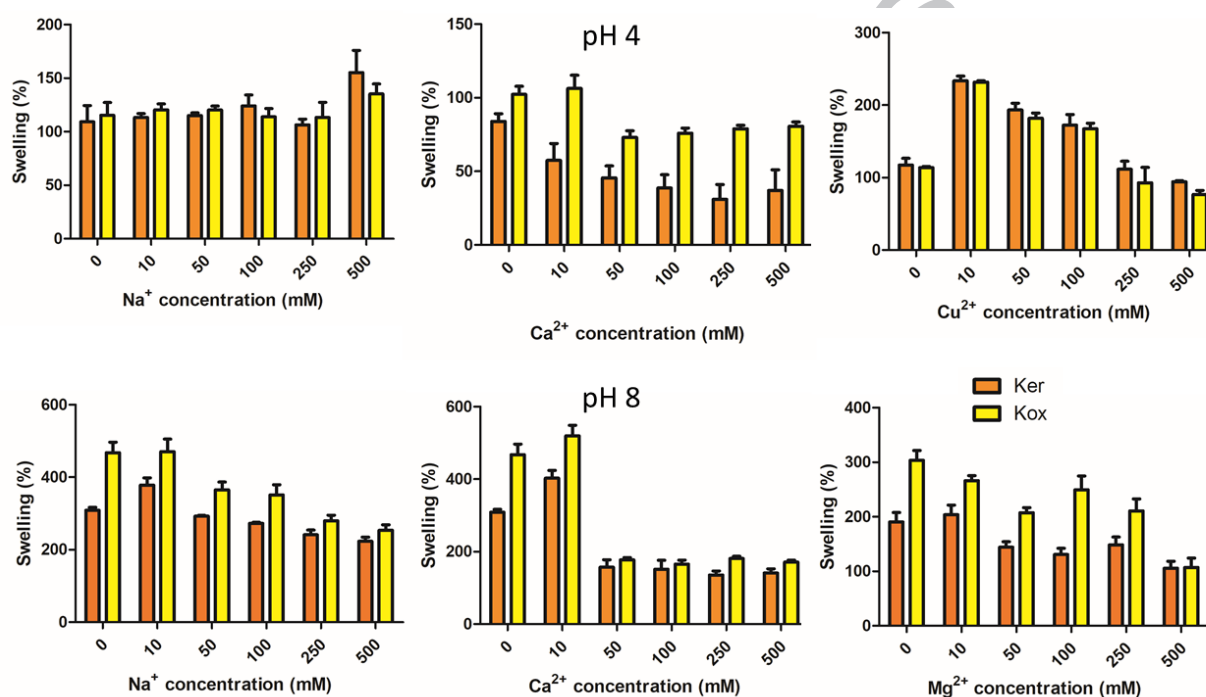 pH 4
200
150
100
50
0
Swelling (%)
0 10 50 100 250 500
Na⁺ concentration (mM)
150
100
50
0
Swelling (%)
0 10 50 100 250 500
Ca²⁺ concentration (mM)
300
200
100
0
Swelling (%)
0 10 50 100 250 500
Cu²⁺ concentration (mM)
pH 8
600
400
200
0
Swelling (%)
0 10 50 100 250 500
Na⁺ concentration (mM)
600
400
200
0
Swelling (%)
0 10 50 100 250 500
Ca²⁺ concentration (mM)
Ker
Kox
400
300
200
100
0
Swelling (%)
0 10 50 100 250 500
Mg²⁺ concentration (mM)